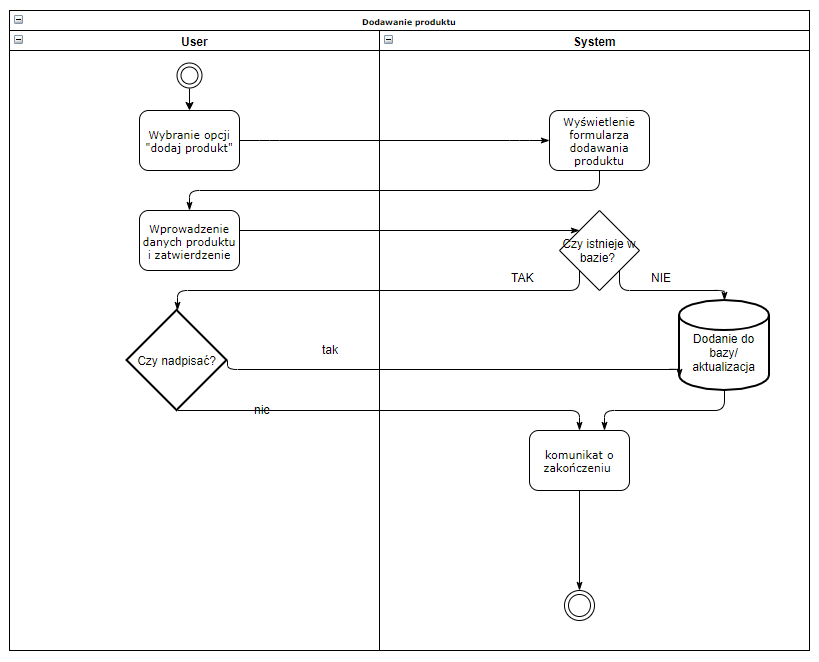 Dodawanie produktu
User
System
Wybranie opcji
"dodaj produkt"
Wyświetlenie
formularza
dodawania
produktu
Wprowadzenie
danych produktu
i zatwierdzenie
Czy istnieje w
bazie?
TAK
NIE
Czy nadpisać?
tak
Dodanie do
bazy/
aktualizacja
nie
komunikat o
zakończeniu